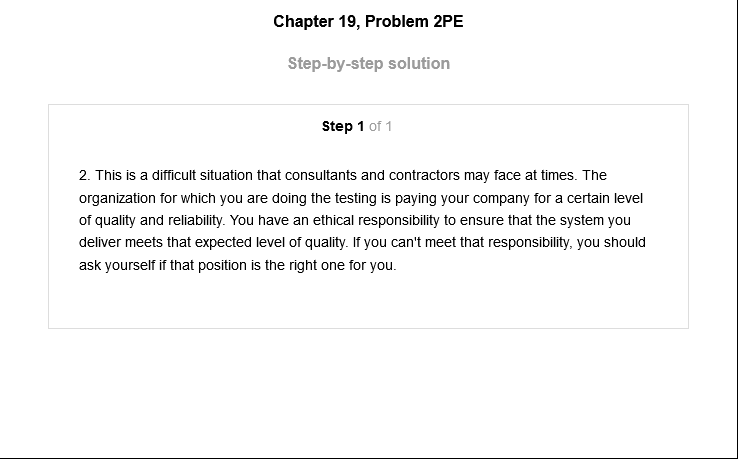 Chapter 19, Problem 2PE
Step-by-step solution
Step 1 of 1
2. This is a difficult situation that consultants and contractors may face at times. The
organization for which you are doing the testing is paying your company for a certain level
of quality and reliability. You have an ethical responsibility to ensure that the system you
deliver meets that expected level of quality. If you can't meet that responsibility, you should
ask yourself if that position is the right one for you.